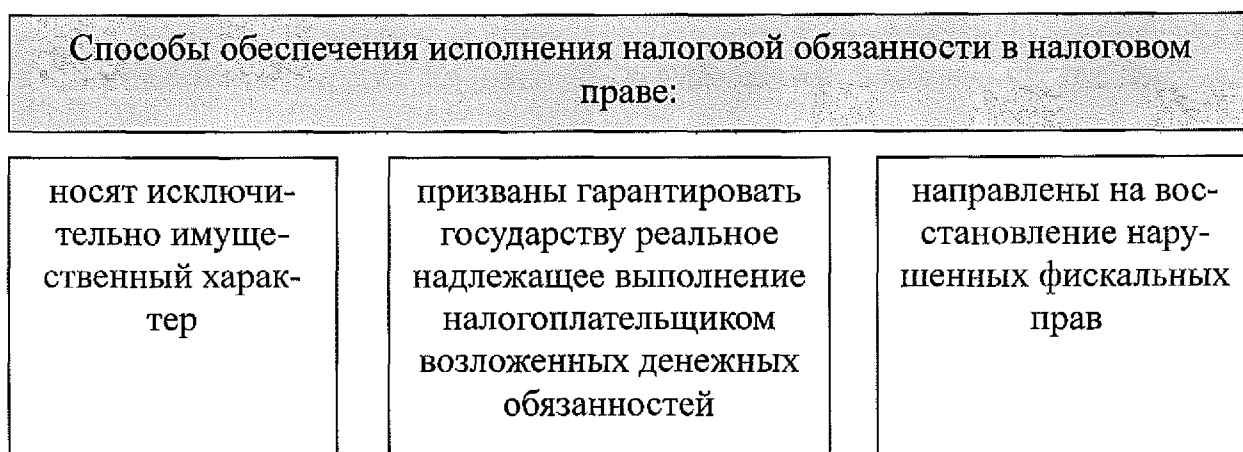 Способы обеспечения исполнения налоговой обязанности в налоговом
праве:
носят исключи-
тельно имуще-
ственный харак-
тер
призваны гарантировать
государству реальное
надлежащее выполнение
налогоплательщиком
возложенных денежных
обязанностей
направлены на вос-
становление нару-
шенных фискальных
прав